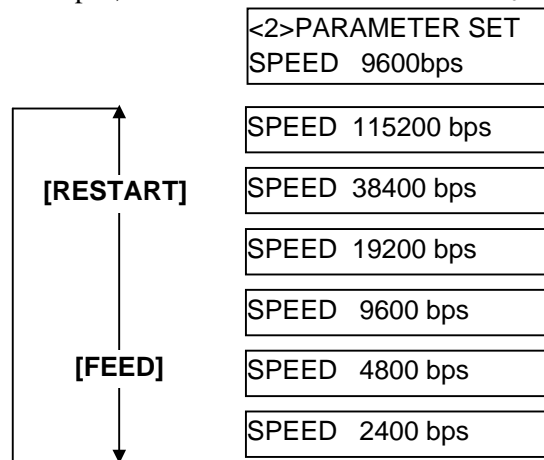 <2>PARAMETER SET
SPEED 9600bps
SPEED 115200 bps
[RESTART]
SPEED 38400 bps
SPEED 19200 bps
SPEED 9600 bps
[FEED]
SPEED 4800 bps
SPEED 2400 bps